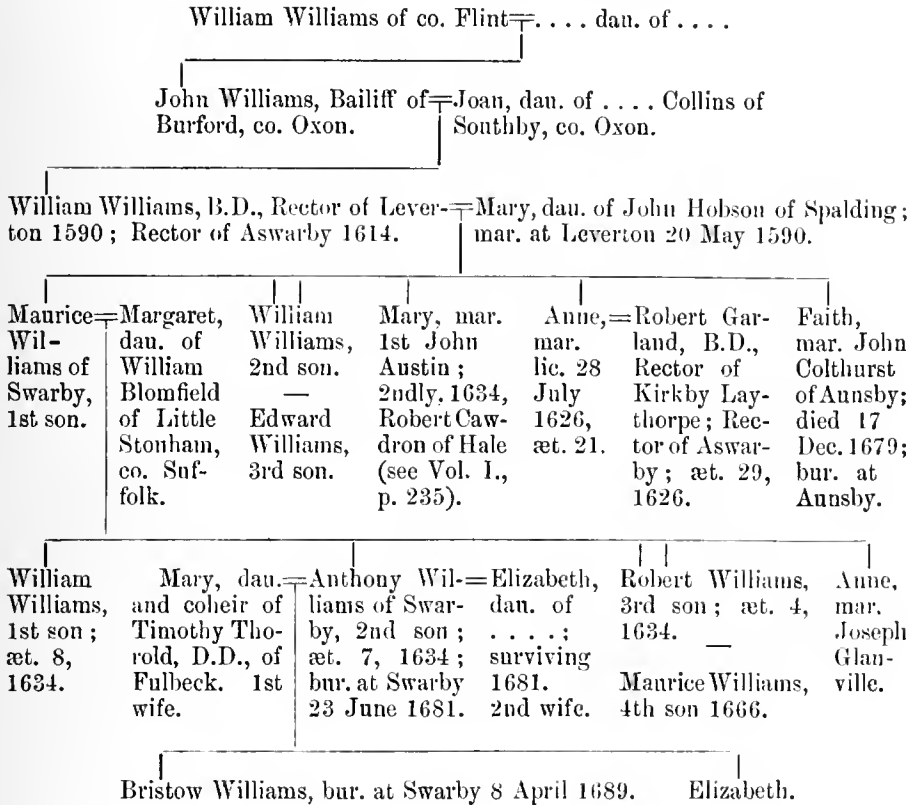 William Williams of co. Flint=. . . . dau. of . . . .
John Williams, Bailiff of=Joan, dau. of . . . . Collins of
Burford, co. Oxon.
Southby, co. Oxon.
William Williams, B.D., Rector of Lever-=Mary, dau. of John Hobson of Spalding;
ton 1590; Rector of Aswarby 1614.
mar. at Leverton 20 May 1590.
Maurice=
Wil-
liams of
Swarby,
1st son.
Margaret,
dau. of
William
Blomfield
of Little
Stonham,
co. Suf-
folk.
William
Williams,
2nd son.
—
Edward
Williams,
3rd son.
Mary, mar.
1st John
Austin;
2ndly, 1634,
Robert Caw-
dron of Hale
(see Vol. I.,
p. 235).
Anne,=
mar.
lic. 28
July
1626,
æt. 21.
Robert Gar-
land, B.D.,
Rector of
Kirkby Lay-
thorpe; Rec-
tor of Aswar-
by; æt. 29,
1626.
Faith,
mar. John
Colthurst
of Aunsby;
died 17
Dec. 1679;
bur. at
Aunsby.
William
Williams,
1st son;
æt. 8,
1634.
Mary, dau.=
and coheir of
Timothy Tho-
rold, D.D., of
Fulbeck. 1st
wife.
Anthony Wil-=
liams of Swar-
by, 2nd son;
æt. 7, 1634;
bur. at Swarby
23 June 1681.
Elizabeth,
dau. of
. . . . ;
surviving
1681.
2nd wife.
Robert Williams,
3rd son; æt. 4,
1634.
—
Maurice Williams,
4th son 1666.
Anne,
mar.
Joseph
Glan-
ville.
Bristow Williams, bur. at Swarby 8 April 1689.
Elizabeth.